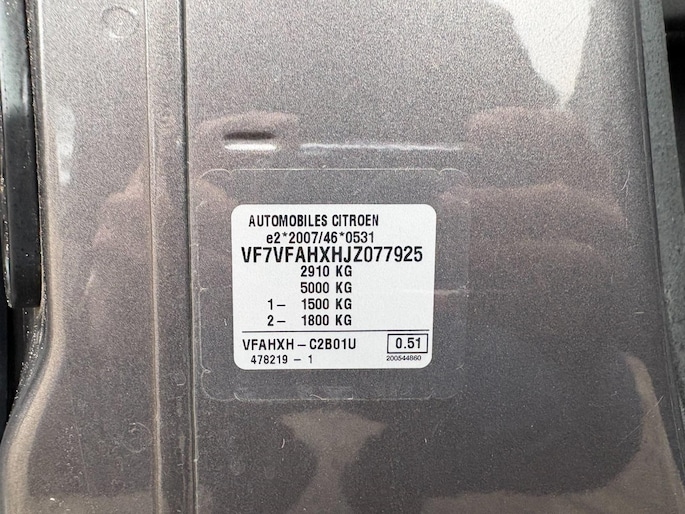 AUTOMOBILES CITROEN
e2*2007/46*0531
VF7VFAHXHJZ077925
2910 KG
5000 KG
1– 1500 KG
2– 1800 KG
VFAHXH – C2B01U 0.51
478219 – 1 200544860